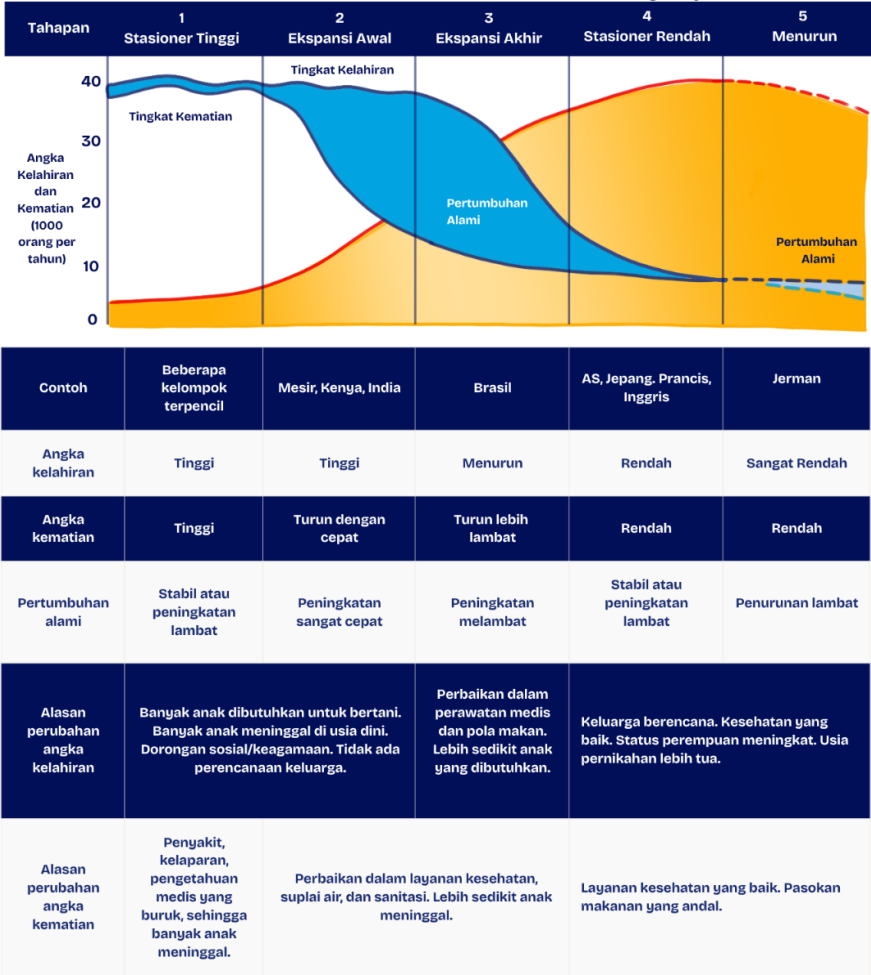 Tahapan
1
Stasioner Tinggi
2
Ekspansi Awal
3
Ekspansi Akhir
4
Stasioner Rendah
5
Menurun
40
30
20
10
0
Angka
Kelahiran
dan
Kematian
(1000
orang per
tahun)
Tingkat Kelahiran
Tingkat Kematian
Pertumbuhan
Alami
Pertumbuhan
Alami
Contoh
Beberapa
kelompok
terpencil
Mesir, Kenya, India
Brasil
AS, Jepang. Prancis,
Inggris
Jerman
Angka
kelahiran
Tinggi
Tinggi
Menurun
Rendah
Sangat Rendah
Angka
kematian
Tinggi
Turun dengan
cepat
Turun lebih
lambat
Rendah
Rendah
Pertumbuhan
alami
Stabil atau
peningkatan
lambat
Peningkatan
sangat cepat
Peningkatan
melambat
Stabil atau
peningkatan
lambat
Penurunan lambat
Alasan
perubahan
angka
kelahiran
Banyak anak dibutuhkan untuk bertani.
Banyak anak meninggal di usia dini.
Dorongan sosial/keagamaan. Tidak ada
perencanaan keluarga.
Perbaikan dalam
perawatan medis
dan pola makan.
Lebih sedikit anak
yang dibutuhkan.
Keluarga berencana. Kesehatan yang
baik. Status perempuan meningkat. Usia
pernikahan lebih tua.
Alasan
perubahan
angka
kematian
Penyakit,
kelaparan,
pengetahuan
medis yang
buruk, sehingga
banyak anak
meninggal.
Perbaikan dalam layanan kesehatan,
suplai air, dan sanitasi. Lebih sedikit anak
meninggal.
Layanan kesehatan yang baik. Pasokan
makanan yang andal.